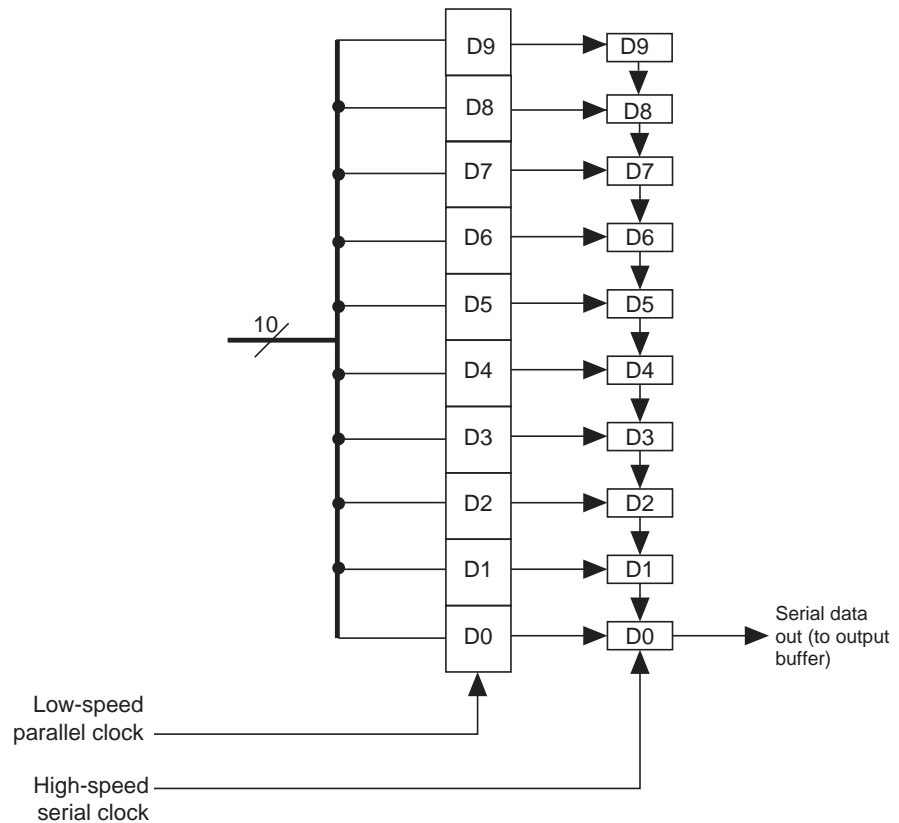 D9 D9
D8 D8
D7 D7
D6 D6
D5 D5
10
D4 D4
D3 D3
D2 D2
D1 D1
D0 D0
Serial data
out (to output
buffer)
Low-speed
parallel clock
High-speed
serial clock